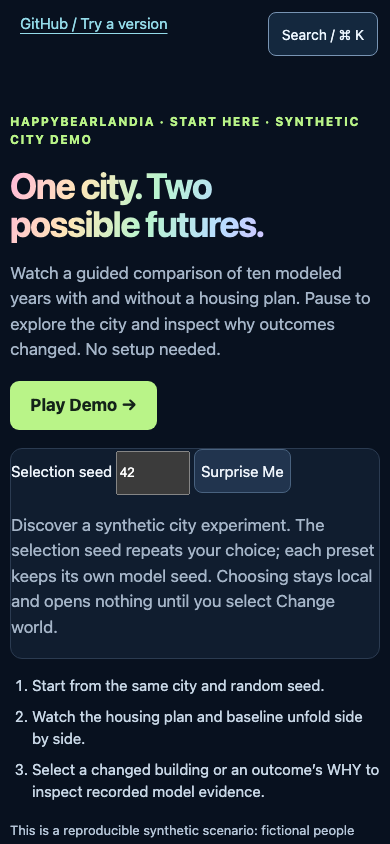 GitHub / Try a version
Search / ⌘ K
HAPPYBEARLANDIA · START HERE · SYNTHETIC
CITY DEMO
One city. Two
possible futures.
Watch a guided comparison of ten modeled
years with and without a housing plan. Pause to
explore the city and inspect why outcomes
changed. No setup needed.
Play Demo →
Selection seed 42 Surprise Me
Discover a synthetic city experiment. The
selection seed repeats your choice; each preset
keeps its own model seed. Choosing stays local
and opens nothing until you select Change
world.
1. Start from the same city and random seed.
2. Watch the housing plan and baseline unfold side
by side.
3. Select a changed building or an outcome’s WHY to
inspect recorded model evidence.
This is a reproducible synthetic scenario: fictional people